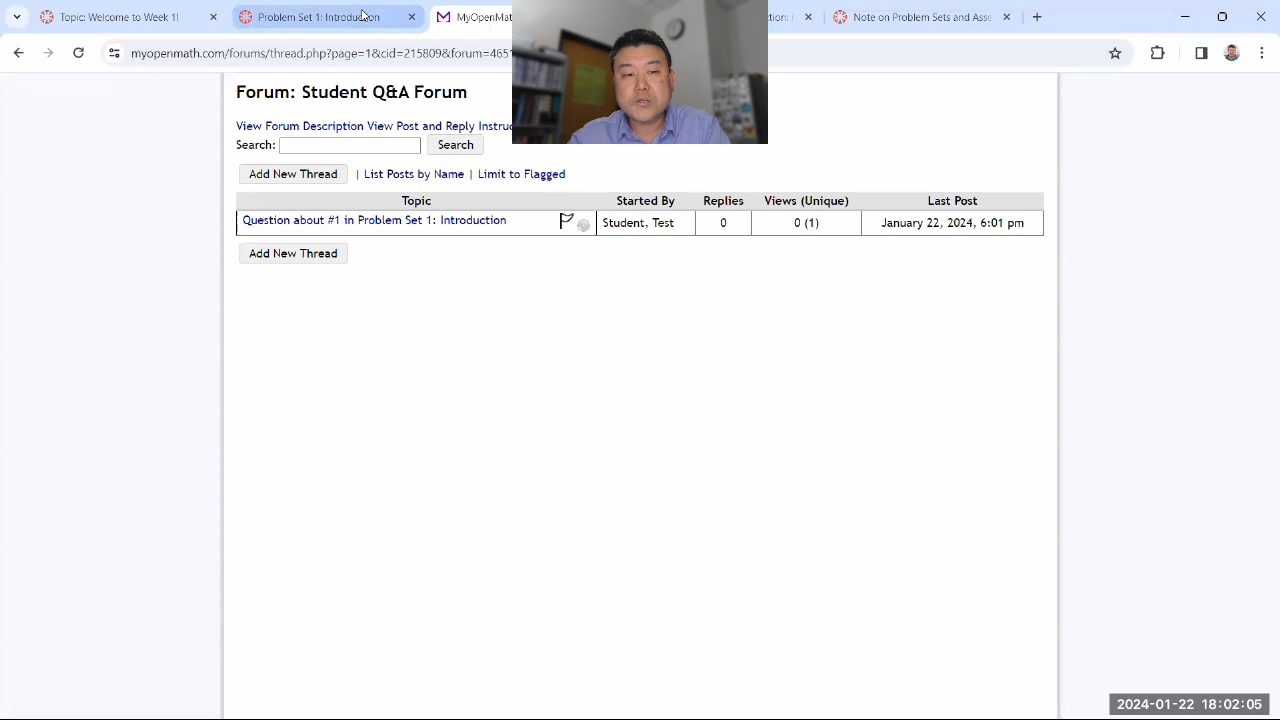 Topic: Welcome to Week 1!
Problem Set 1: Introduction
MyOpenMat
tion:
Note on Problem Sets and Asse
myopenmath.com/forums/thread.php?page=1&cid=215809&forum=4651
Forum: Student Q&A Forum
View Forum Description View Post and Reply Instruc
Search: Search
Add New Thread | List Posts by Name | Limit to Flagged
Topic Started By Replies Views (Unique) Last Post
Question about #1 in Problem Set 1: Introduction Student, Test 0 0 (1) January 22, 2024, 6:01 pm
Add New Thread
2024-01-22 18:02:05